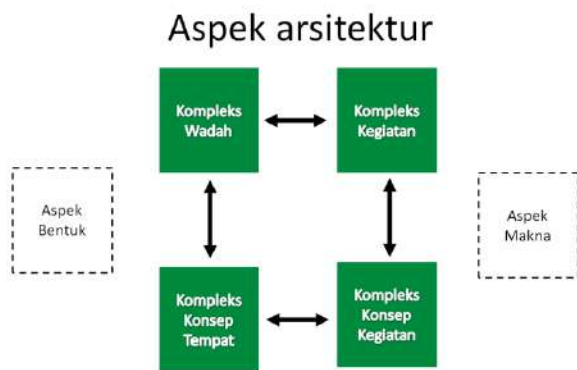 Aspek arsitektur
Kompleks
Wadah
Kompleks
Kegiatan
Aspek
Bentuk
Aspek
Makna
Kompleks
Konsep
Tempat
Kompleks
Konsep
Kegiatan